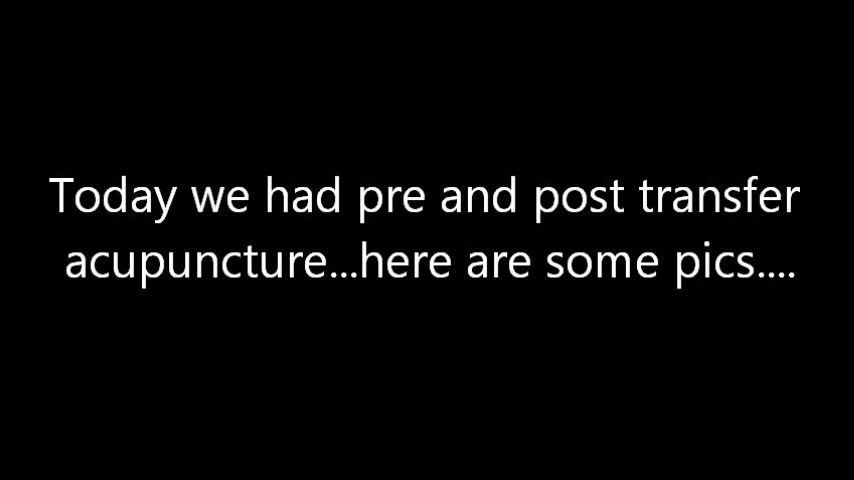 Today we had pre and post transfer
acupuncture...here are some pics....